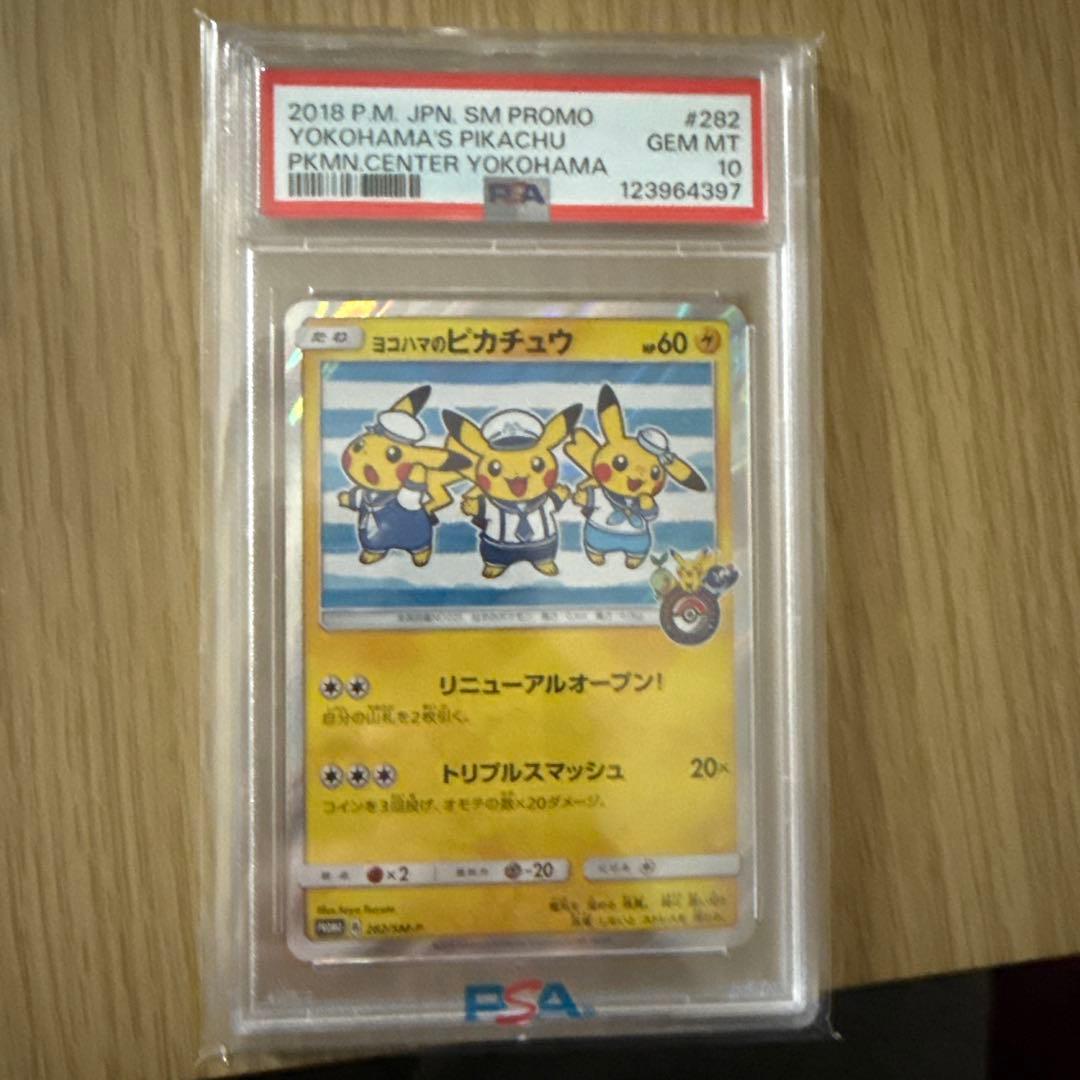 2018 P.M. JPN. SM PROMO #282
YOKOHAMA'S PIKACHU GEM MT
PKMN.CENTER YOKOHAMA 10
PSA 123964397
たね ヨコハマのピカチュウ HP60
リニューアルオープン!
自分の山札を2枚引く。
トリプルスマッシュ 20×
コインを3回投げ、オモテの数×20ダメージ。
×2 -20
PROMO 282/SM-P
PSA